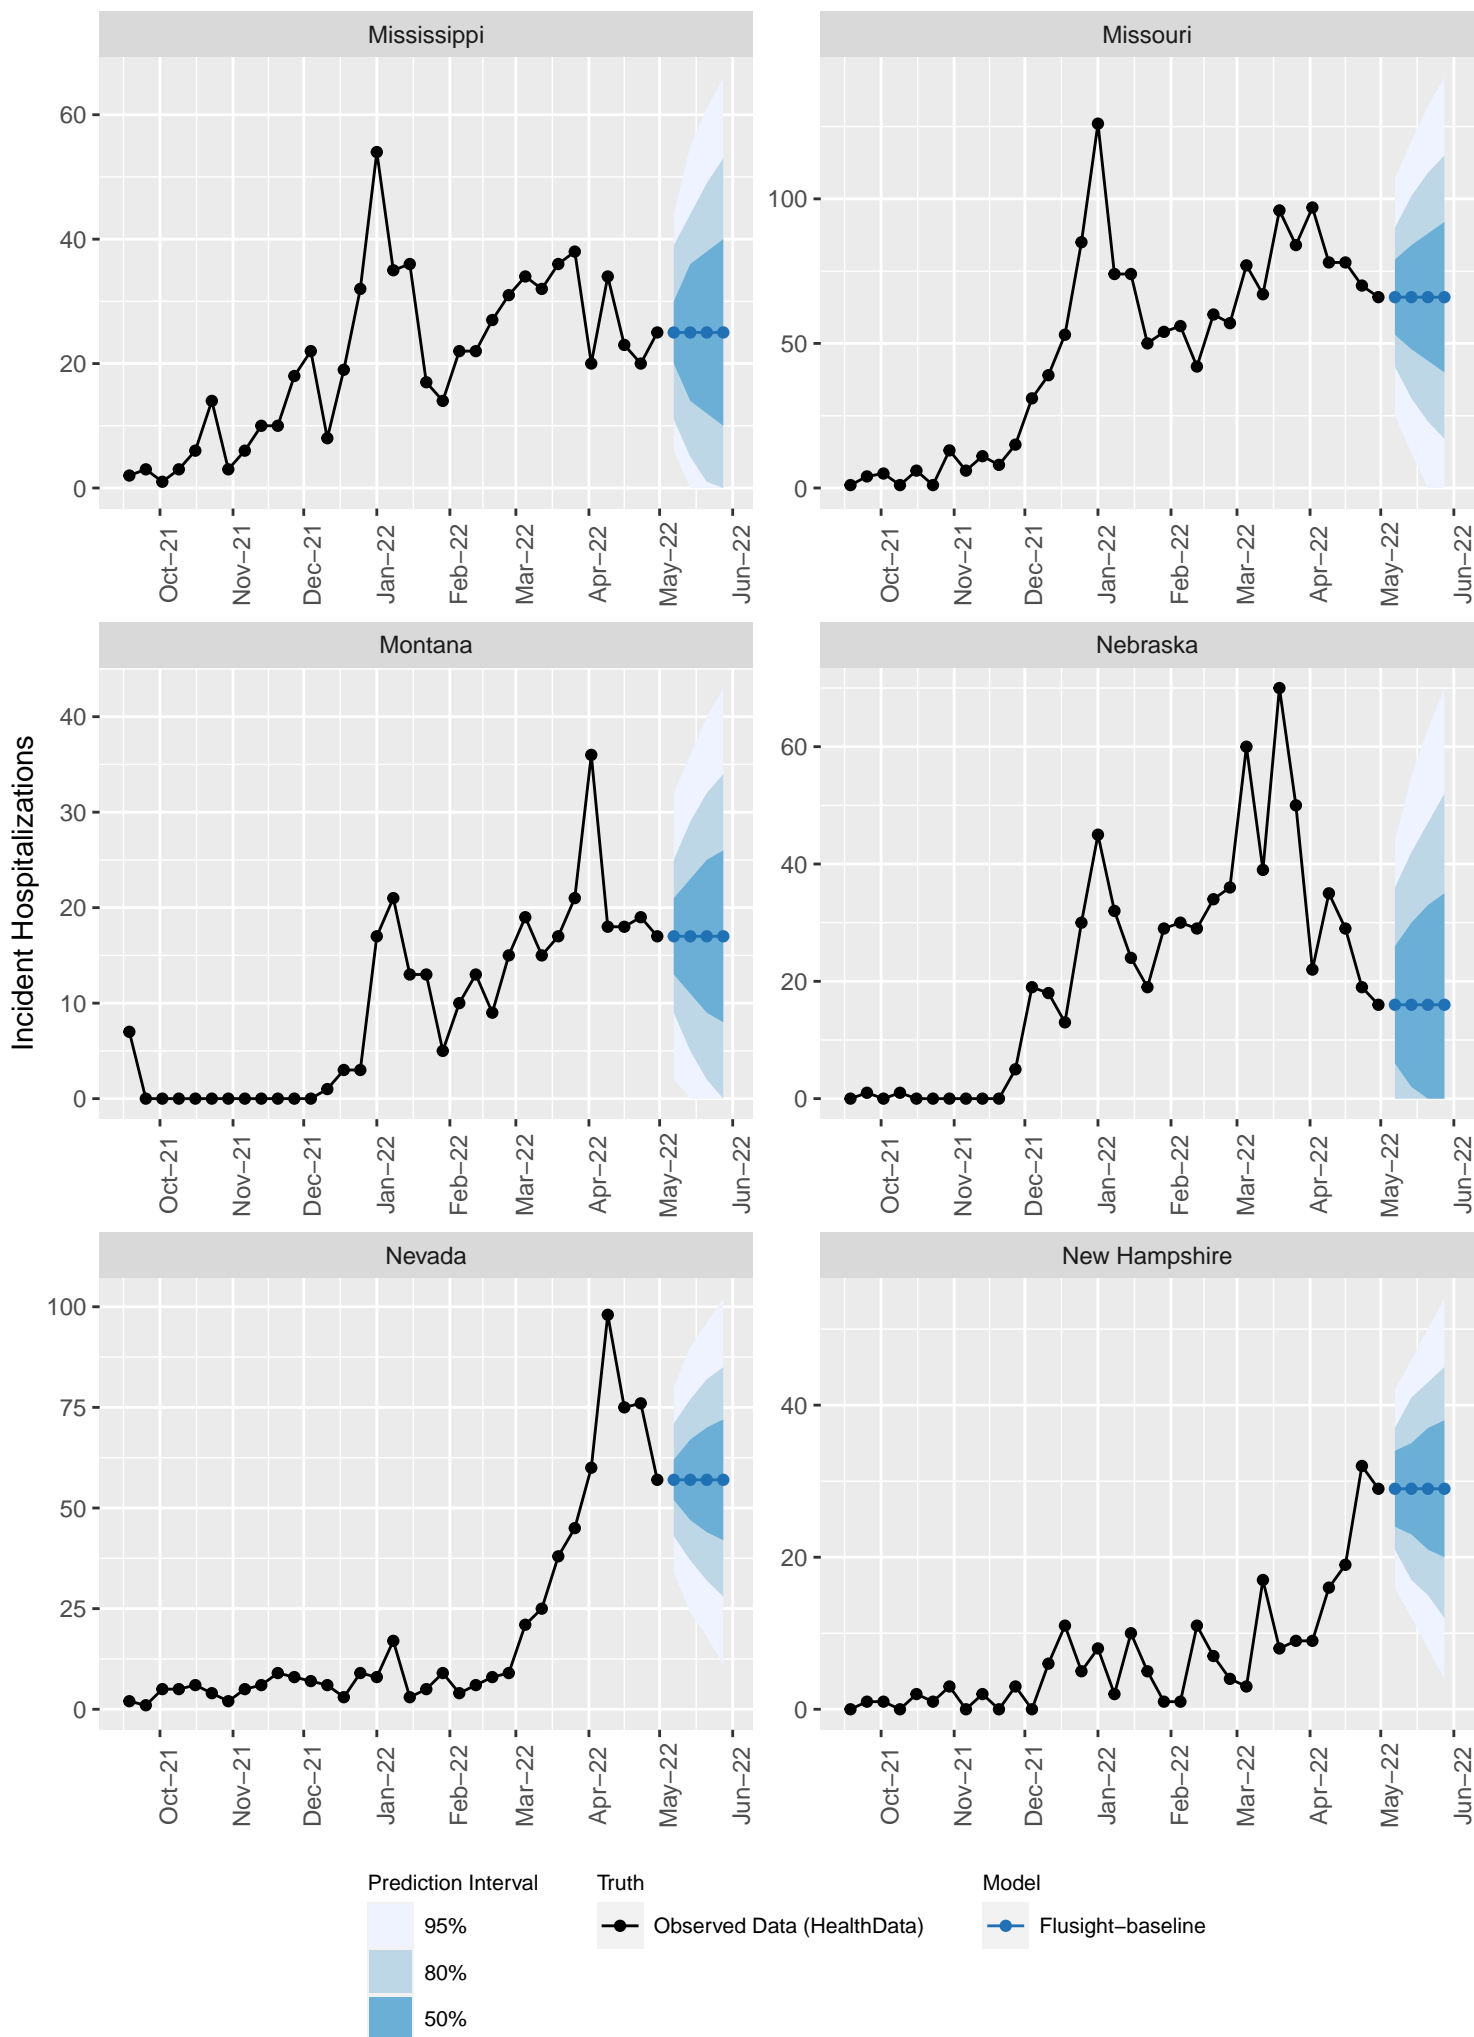 Mississippi
Missouri
60
40
20
0
100
50
0
Oct−21
Nov−21
Dec−21
Jan−22
Feb−22
Mar−22
Apr−22
May−22
Jun−22
Oct−21
Nov−21
Dec−21
Jan−22
Feb−22
Mar−22
Apr−22
May−22
Jun−22
Incident Hospitalizations
Montana
Nebraska
40
30
20
10
0
60
40
20
0
Oct−21
Nov−21
Dec−21
Jan−22
Feb−22
Mar−22
Apr−22
May−22
Jun−22
Oct−21
Nov−21
Dec−21
Jan−22
Feb−22
Mar−22
Apr−22
May−22
Jun−22
Nevada
New Hampshire
100
75
50
25
0
40
20
0
Oct−21
Nov−21
Dec−21
Jan−22
Feb−22
Mar−22
Apr−22
May−22
Jun−22
Oct−21
Nov−21
Dec−21
Jan−22
Feb−22
Mar−22
Apr−22
May−22
Jun−22
Prediction Interval
95%
80%
50%
Truth
Observed Data (HealthData)
Model
Flusight−baseline